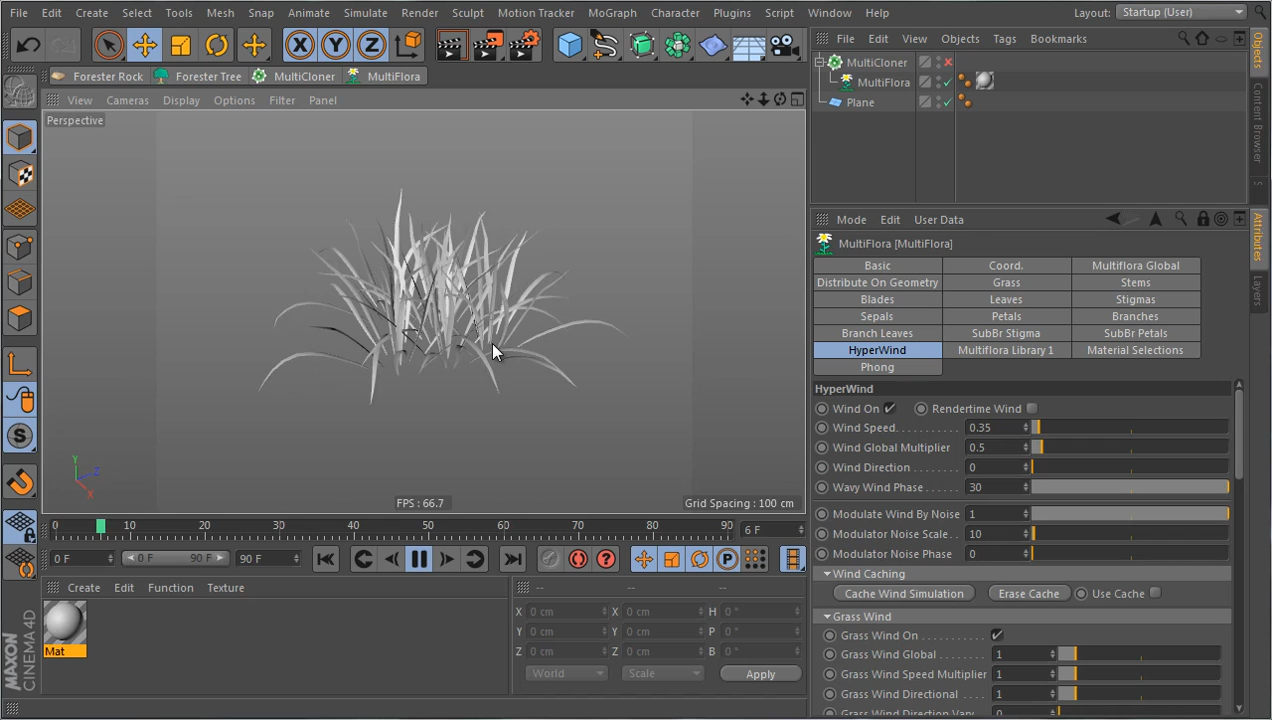 File Edit Create Select Tools Mesh Snap Animate Simulate Render Sculpt Motion Tracker MoGraph Character Plugins Script Window Help Layout: Startup (User)
Forester Rock Forester Tree MultiCloner MultiFlora
View Cameras Display Options Filter Panel
Perspective
FPS : 66.7
Grid Spacing : 100 cm
Y
Z
X
0 10 20 30 40 50 60 70 80 90 6 F
0 F 0 F 90 F 90 F
Create Edit Function Texture
Mat
MAXON
CINEMA 4D
-- -- --
X 0 cm X 0 cm H 0 °
Y 0 cm Y 0 cm P 0 °
Z 0 cm Z 0 cm B 0 °
World Scale Apply
File Edit View Objects Tags Bookmarks
MultiCloner
MultiFlora
Plane
Objects
Content Browser
S
Attributes
Layers
Mode Edit User Data
MultiFlora [MultiFlora]
Basic Coord. Multiflora Global
Distribute On Geometry Grass Stems
Blades Leaves Stigmas
Sepals Petals Branches
Branch Leaves SubBr Stigma SubBr Petals
HyperWind Multiflora Library 1 Material Selections
Phong
HyperWind
Wind On Rendertime Wind
Wind Speed 0.35
Wind Global Multiplier 0.5
Wind Direction 0
Wavy Wind Phase 30
Modulate Wind By Noise 1
Modulator Noise Scale 10
Modulator Noise Phase 0
Wind Caching
Cache Wind Simulation Erase Cache Use Cache
Grass Wind
Grass Wind On
Grass Wind Global 1
Grass Wind Speed Multiplier 1
Grass Wind Directional 1
Grass Wind Direction Vary 0